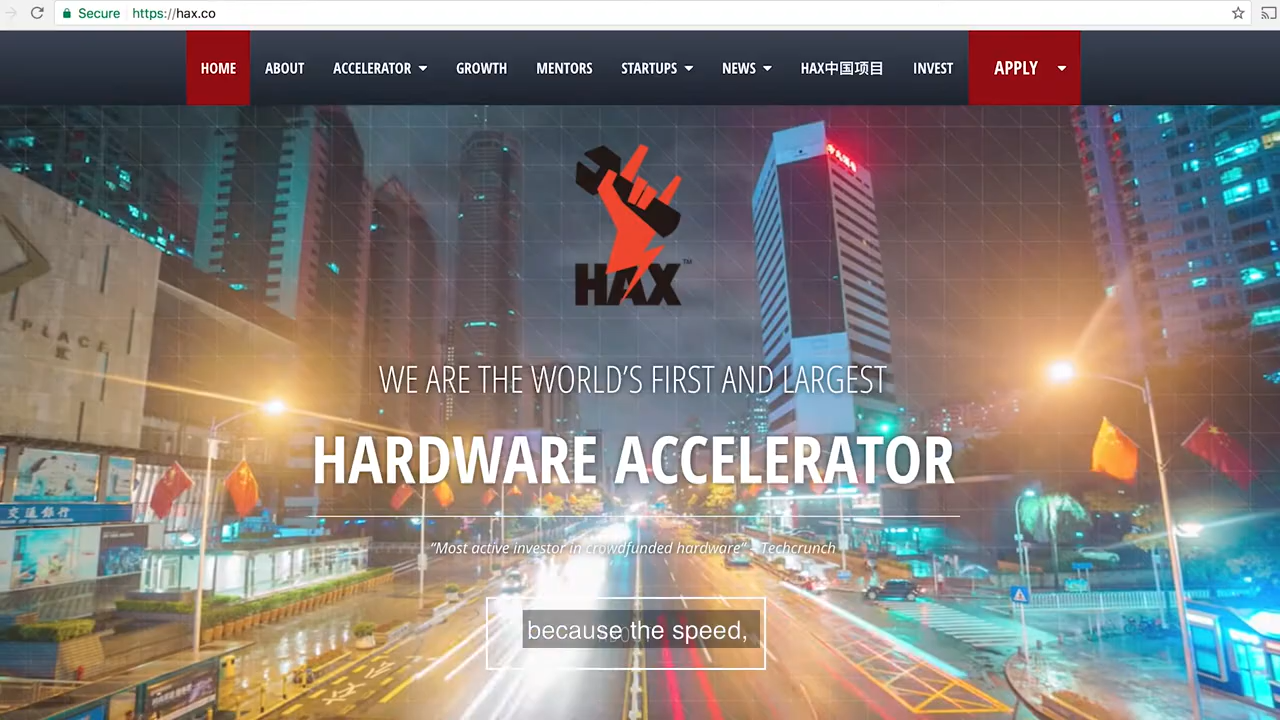 Secure https://hax.co
HOME ABOUT ACCELERATOR GROWTH MENTORS STARTUPS NEWS HAX中国项目 INVEST APPLY
HAX™
PLACE
WE ARE THE WORLD'S FIRST AND LARGEST
HARDWARE ACCELERATOR
交通銀行
"Most active investor in crowdfunded hardware" - Techcrunch
because the speed,